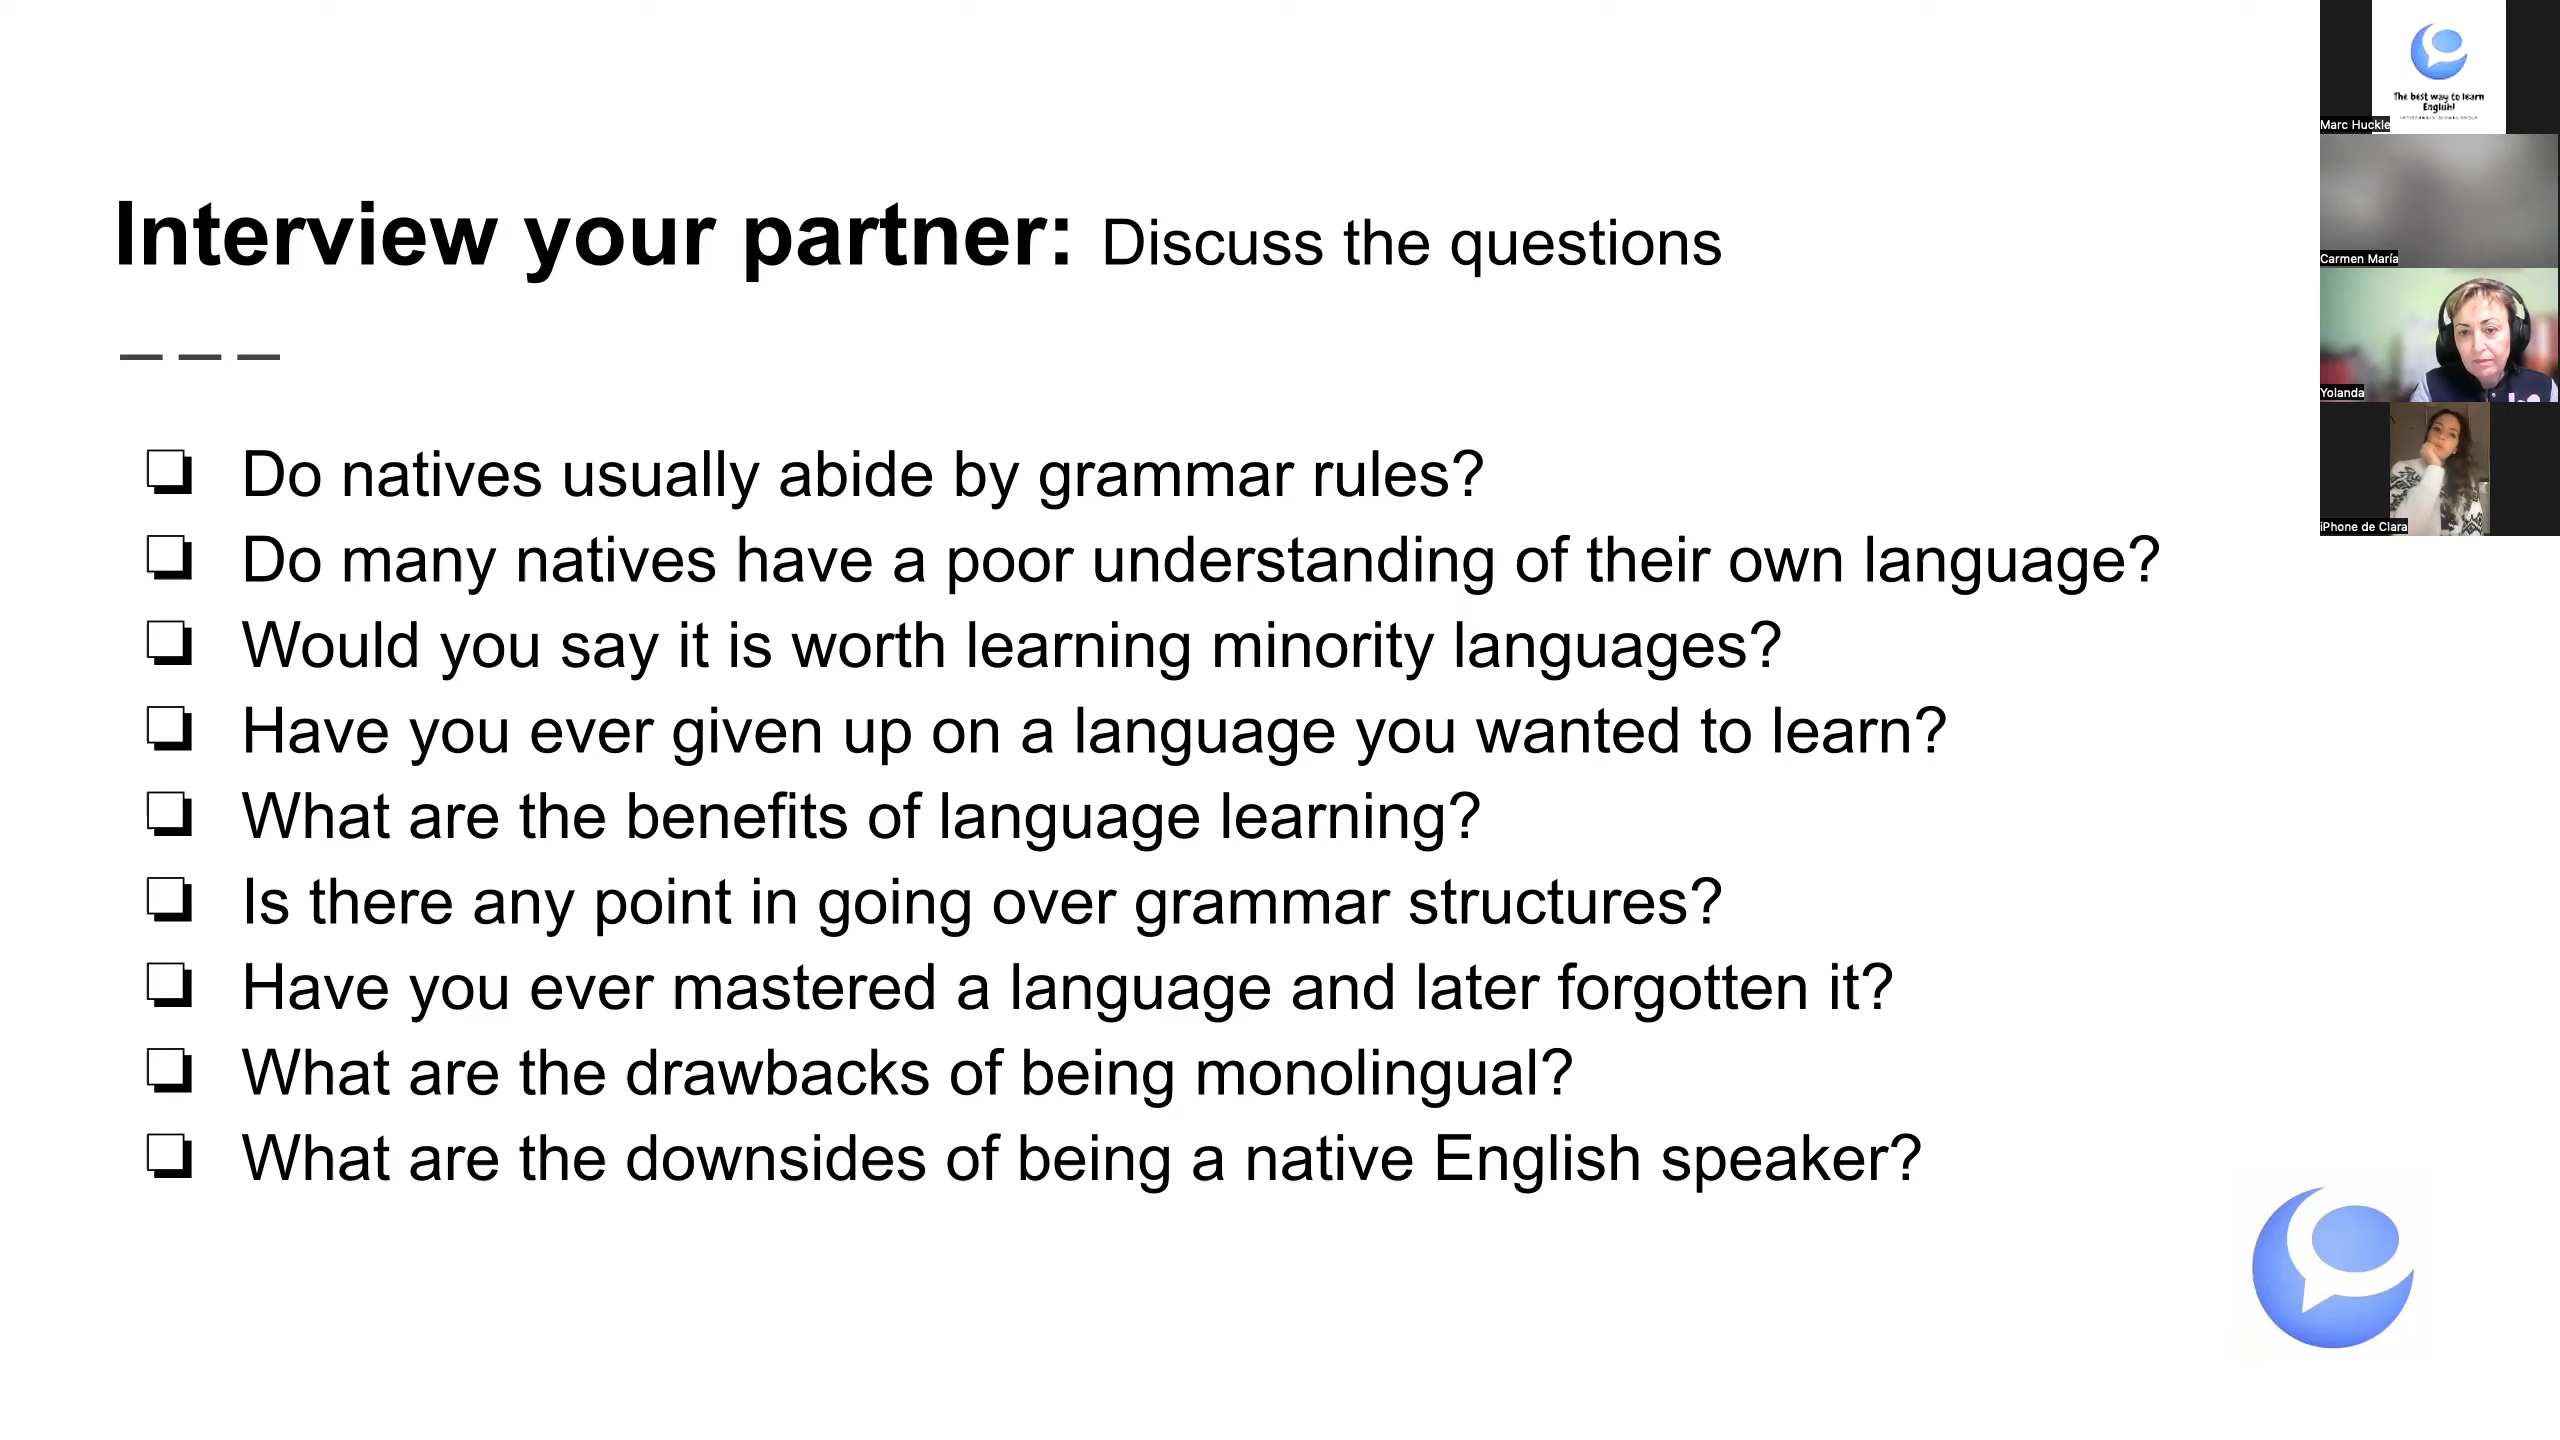 Interview your partner: Discuss the questions
Do natives usually abide by grammar rules?
Do many natives have a poor understanding of their own language?
Would you say it is worth learning minority languages?
Have you ever given up on a language you wanted to learn?
What are the benefits of language learning?
Is there any point in going over grammar structures?
Have you ever mastered a language and later forgotten it?
What are the drawbacks of being monolingual?
What are the downsides of being a native English speaker?
The best way to learn
English!
Marc Huckle
Carmen María
Yolanda
iPhone de Clara